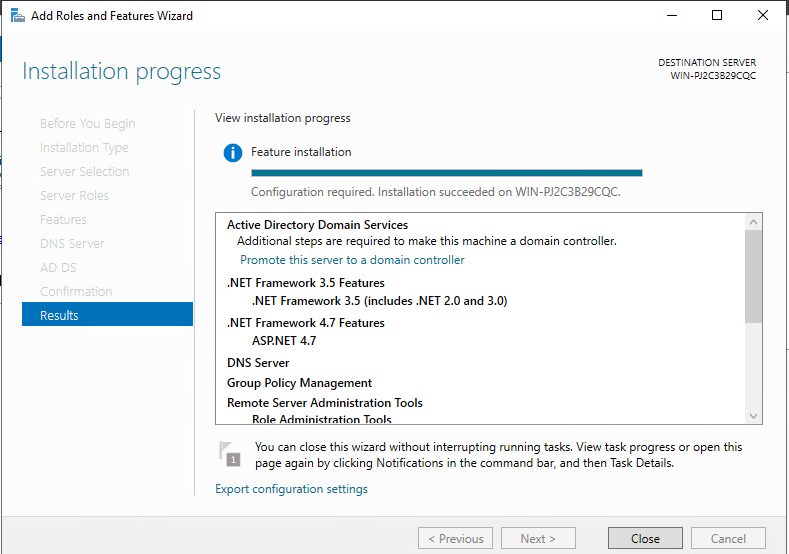 Add Roles and Features Wizard
Installation progress
DESTINATION SERVER
WIN-PJ2C3B29CQC
Before You Begin
Installation Type
Server Selection
Server Roles
Features
DNS Server
AD DS
Confirmation
Results
View installation progress
Feature installation
Configuration required. Installation succeeded on WIN-PJ2C3B29CQC.
Active Directory Domain Services
Additional steps are required to make this machine a domain controller.
Promote this server to a domain controller
.NET Framework 3.5 Features
.NET Framework 3.5 (includes .NET 2.0 and 3.0)
.NET Framework 4.7 Features
ASP.NET 4.7
DNS Server
Group Policy Management
Remote Server Administration Tools
Role Administration Tools
1
You can close this wizard without interrupting running tasks. View task progress or open this
page again by clicking Notifications in the command bar, and then Task Details.
Export configuration settings
< Previous
Next >
Close
Cancel